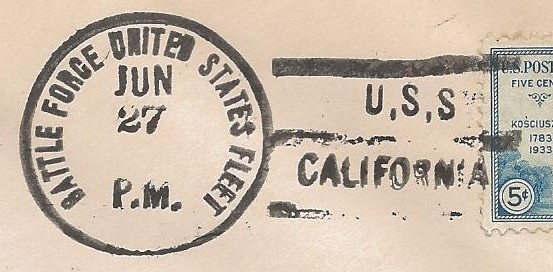 BATTLE FORCE UNITED STATES FLEET
JUN
27
P.M.
U.S.S
CALIFORNIA
U.S. POST
FIVE CEN
KOSCIUSZ
1783
1933
5¢